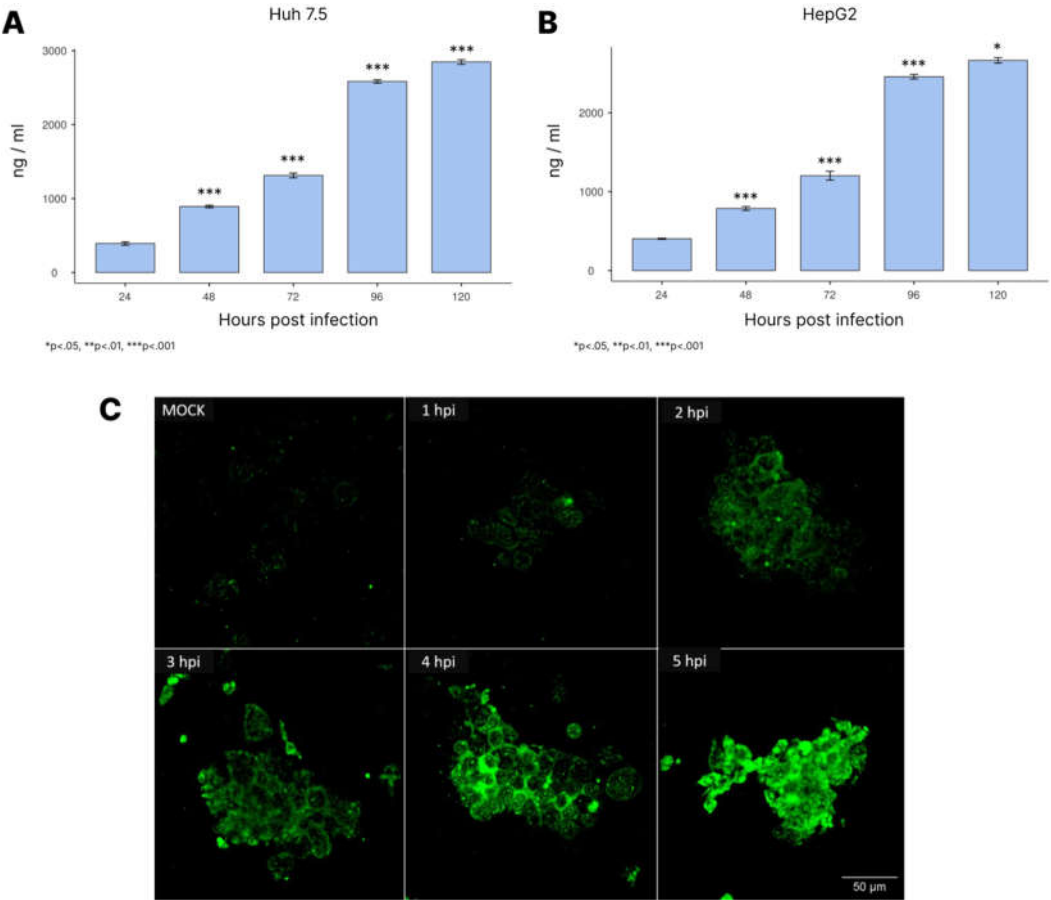 A
Huh 7.5
ng / ml
3000
2000
1000
0
***
***
***
***
24
48
72
96
120
Hours post infection
*p<.05, **p<.01, ***p<.001
B
HepG2
ng / ml
2000
1000
0
***
***
***
*
24
48
72
96
120
Hours post infection
*p<.05, **p<.01, ***p<.001
C
MOCK
1 hpi
2 hpi
3 hpi
4 hpi
5 hpi
50 µm